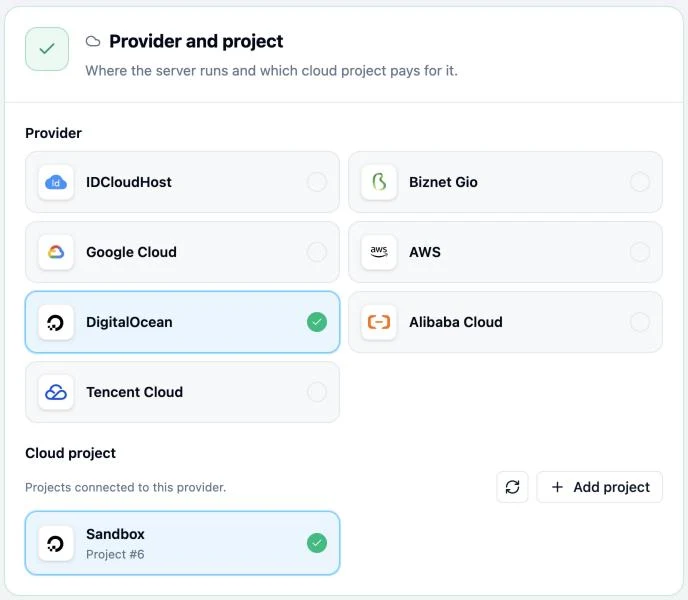 Provider and project
Where the server runs and which cloud project pays for it.
Provider
Id
IDCloudHost
Biznet Gio
Google Cloud
aws
AWS
DigitalOcean
Alibaba Cloud
Tencent Cloud
Cloud project
Projects connected to this provider.
Add project
Sandbox
Project #6